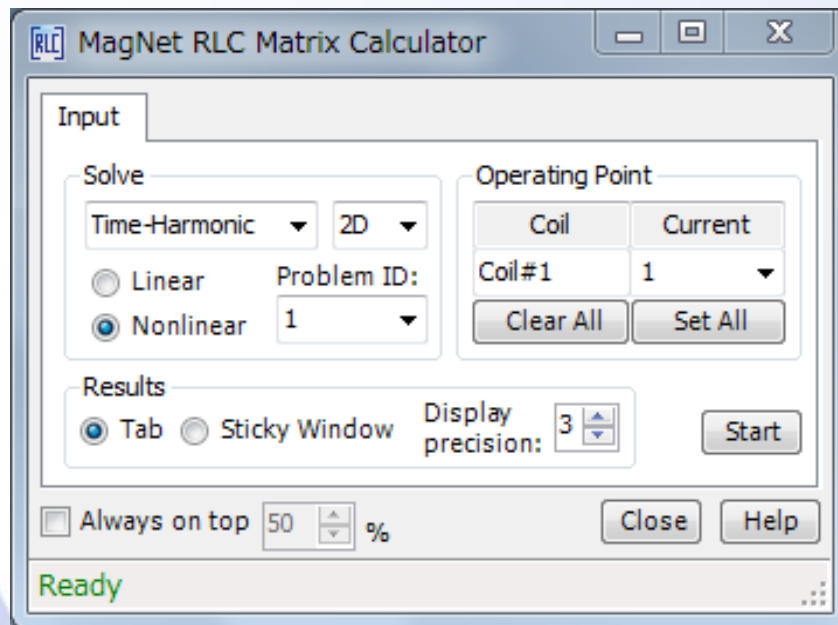 RLC MagNet RLC Matrix Calculator
Input
Solve
Time-Harmonic 2D
Linear
Nonlinear
Problem ID:
1
Operating Point
Coil Current
Coil#1 1
Clear All Set All
Results
Tab Sticky Window
Display
precision: 3
Start
Always on top 50 %
Close Help
Ready